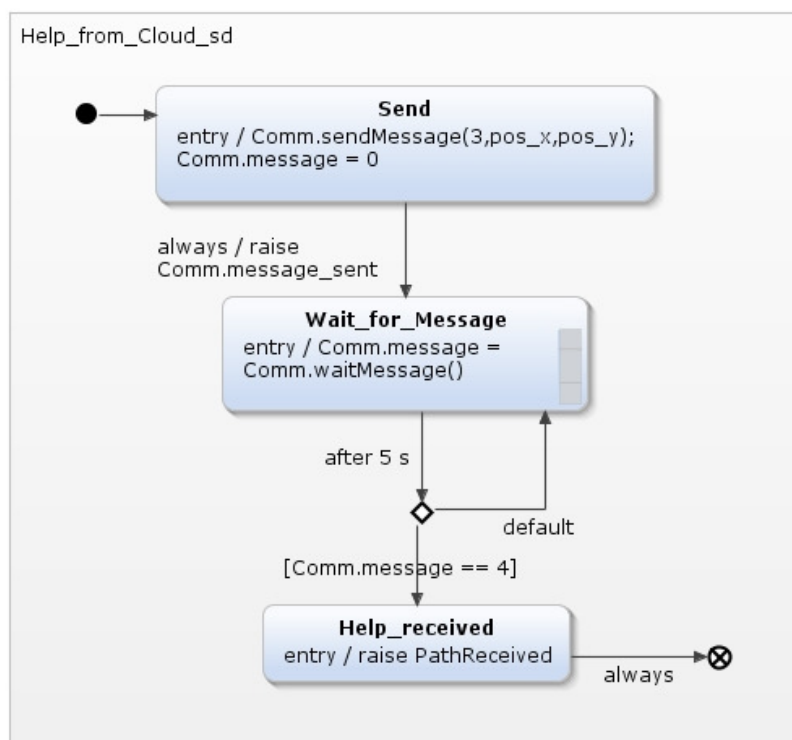 Help_from_Cloud_sd
Send
entry / Comm.sendMessage(3,pos_x,pos_y);
Comm.message = 0
always / raise
Comm.message_sent
Wait_for_Message
entry / Comm.message =
Comm.waitMessage()
after 5 s
default
[Comm.message == 4]
Help_received
entry / raise PathReceived
always